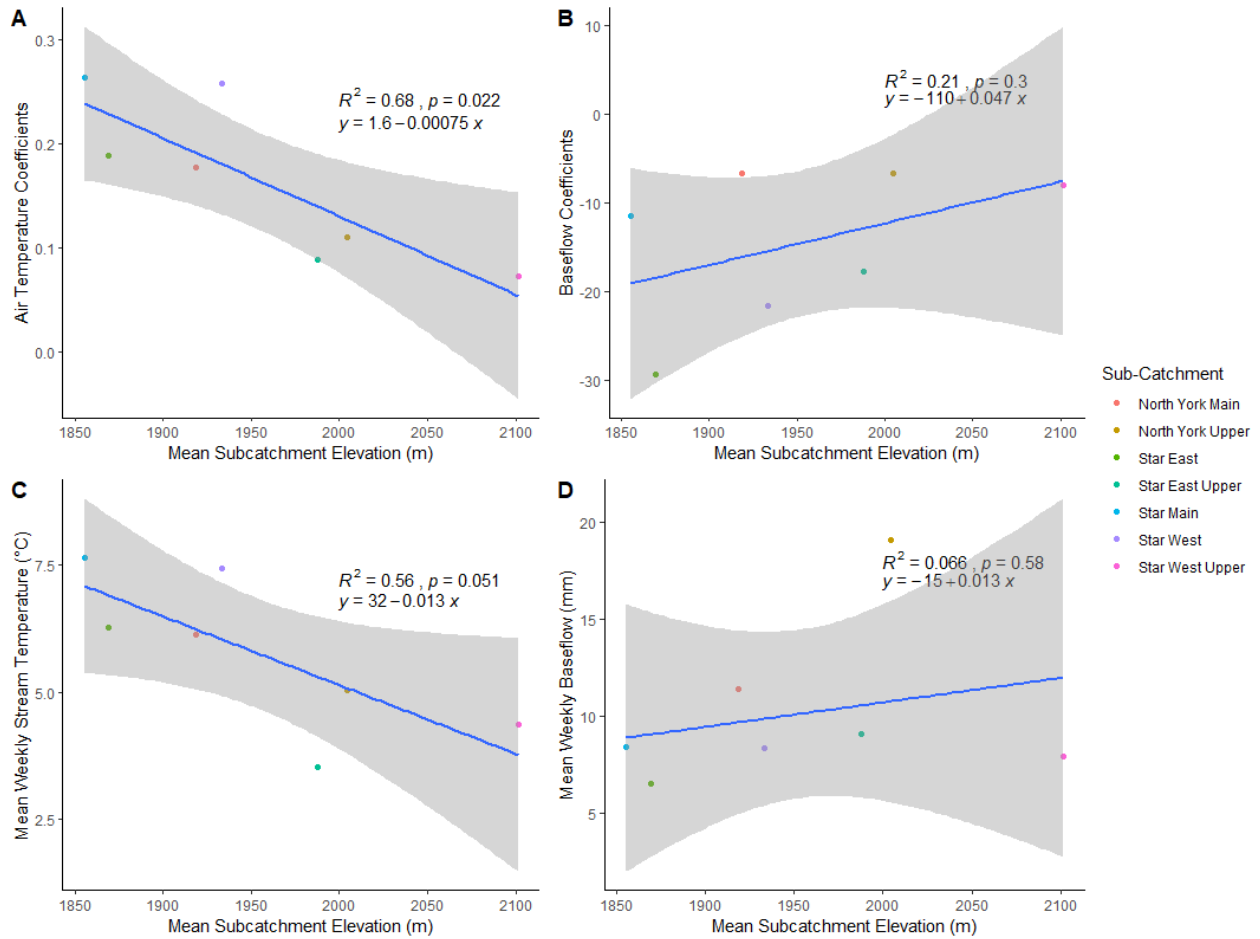 A
0.3
0.2
0.1
0.0
Air Temperature Coefficients
R² = 0.68 , p = 0.022
y = 1.6 − 0.00075 x
1850 1900 1950 2000 2050 2100
Mean Subcatchment Elevation (m)
B
10
0
-10
-20
-30
Baseflow Coefficients
R² = 0.21 , p = 0.3
y = −110 + 0.047 x
1850 1900 1950 2000 2050 2100
Mean Subcatchment Elevation (m)
C
7.5
5.0
2.5
Mean Weekly Stream Temperature (°C)
R² = 0.56 , p = 0.051
y = 32 − 0.013 x
1850 1900 1950 2000 2050 2100
Mean Subcatchment Elevation (m)
D
20
15
10
5
Mean Weekly Baseflow (mm)
R² = 0.066 , p = 0.58
y = −15 + 0.013 x
1850 1900 1950 2000 2050 2100
Mean Subcatchment Elevation (m)
Sub-Catchment
North York Main
North York Upper
Star East
Star East Upper
Star Main
Star West
Star West Upper